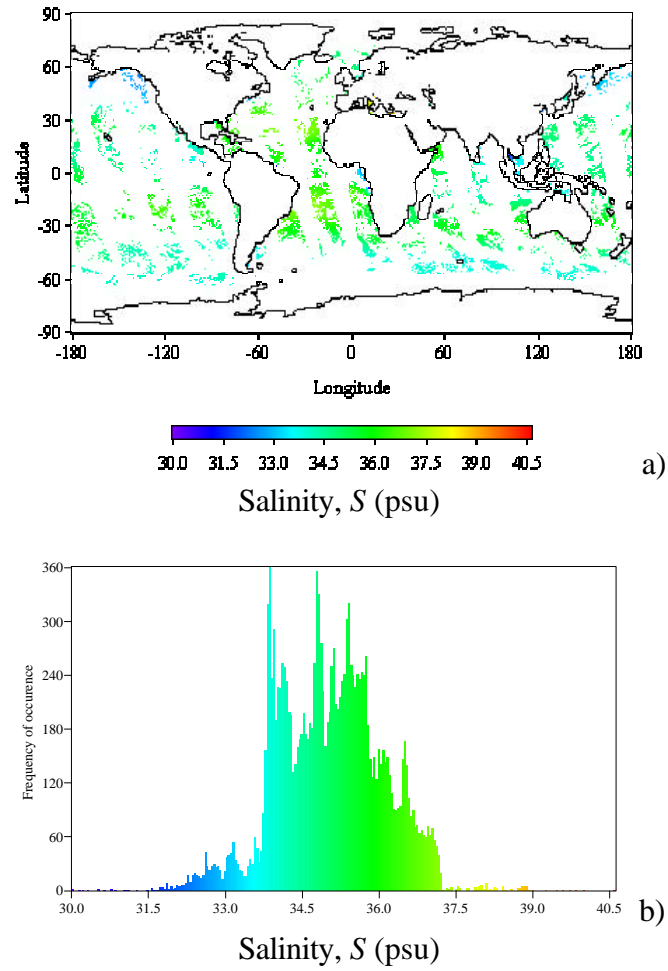 90
60
30
0
-30
-60
-90
Latitude
-180 -120 -60 0 60 120 180
Longitude
30.0 31.5 33.0 34.5 36.0 37.5 39.0 40.5
a)
Salinity, S (psu)
360
300
240
180
120
60
0
Frequency of occurence
30.0 31.5 33.0 34.5 36.0 37.5 39.0 40.5
b)
Salinity, S (psu)